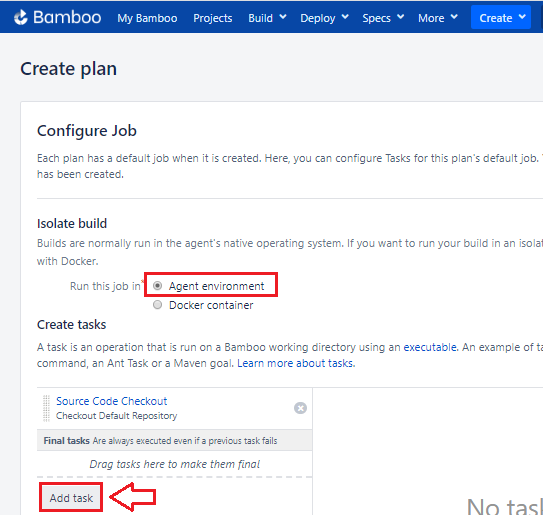 Bamboo My Bamboo Projects Build Deploy Specs More Create
Create plan
Configure Job
Each plan has a default job when it is created. Here, you can configure Tasks for this plan's default job.
has been created.
Isolate build
Builds are normally run in the agent's native operating system. If you want to run your build in an isolat
with Docker.
Run this job in* Agent environment
Docker container
Create tasks
A task is an operation that is run on a Bamboo working directory using an executable. An example of ta
command, an Ant Task or a Maven goal. Learn more about tasks.
Source Code Checkout
Checkout Default Repository
Final tasks Are always executed even if a previous task fails
Drag tasks here to make them final
Add task
No task